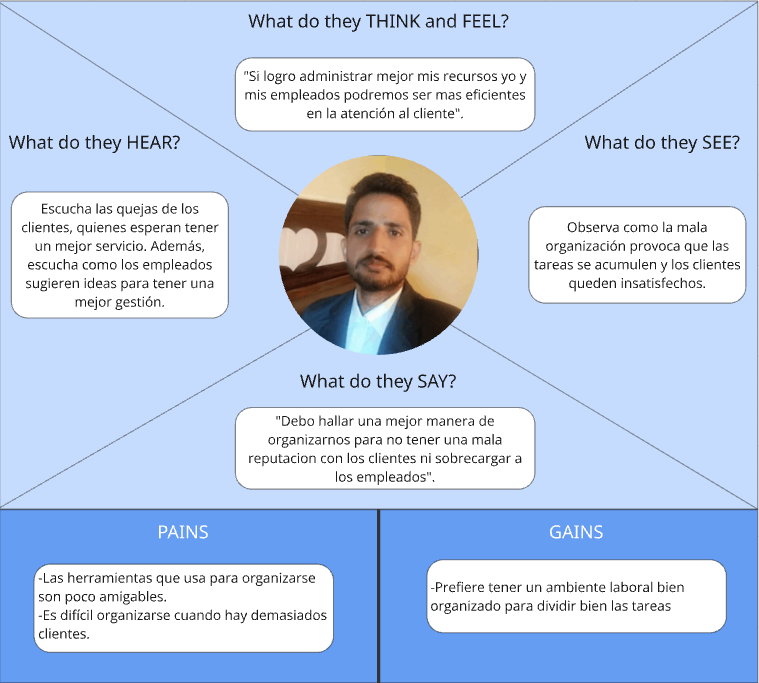 What do they THINK and FEEL?
"Si logro administrar mejor mis recursos yo y
mis empleados podremos ser mas eficientes
en la atención al cliente".
What do they HEAR?
Escucha las quejas de los
clientes, quienes esperan tener
un mejor servicio. Además,
escucha como los empleados
sugieren ideas para tener una
mejor gestión.
What do they SEE?
Observa como la mala
organización provoca que las
tareas se acumulen y los clientes
queden insatisfechos.
What do they SAY?
"Debo hallar una mejor manera de
organizarnos para no tener una mala
reputacion con los clientes ni sobrecargar a
los empleados".
PAINS
-Las herramientas que usa para organizarse
son poco amigables.
-Es difícil organizarse cuando hay demasiados
clientes.
GAINS
-Prefiere tener un ambiente laboral bien
organizado para dividir bien las tareas